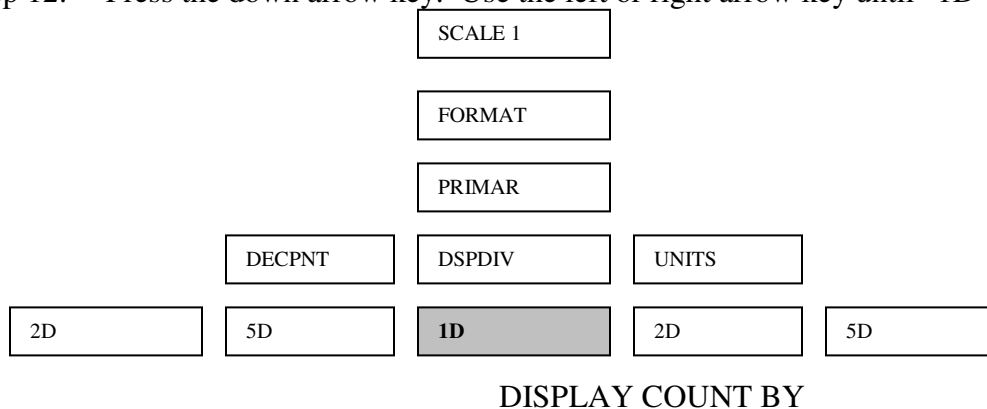 12. Press the down arrow key. Use the left or right arrow key until "1D
SCALE 1
FORMAT
PRIMAR
DECPNT DSPDIV UNITS
2D 5D 1D 2D 5D
DISPLAY COUNT BY